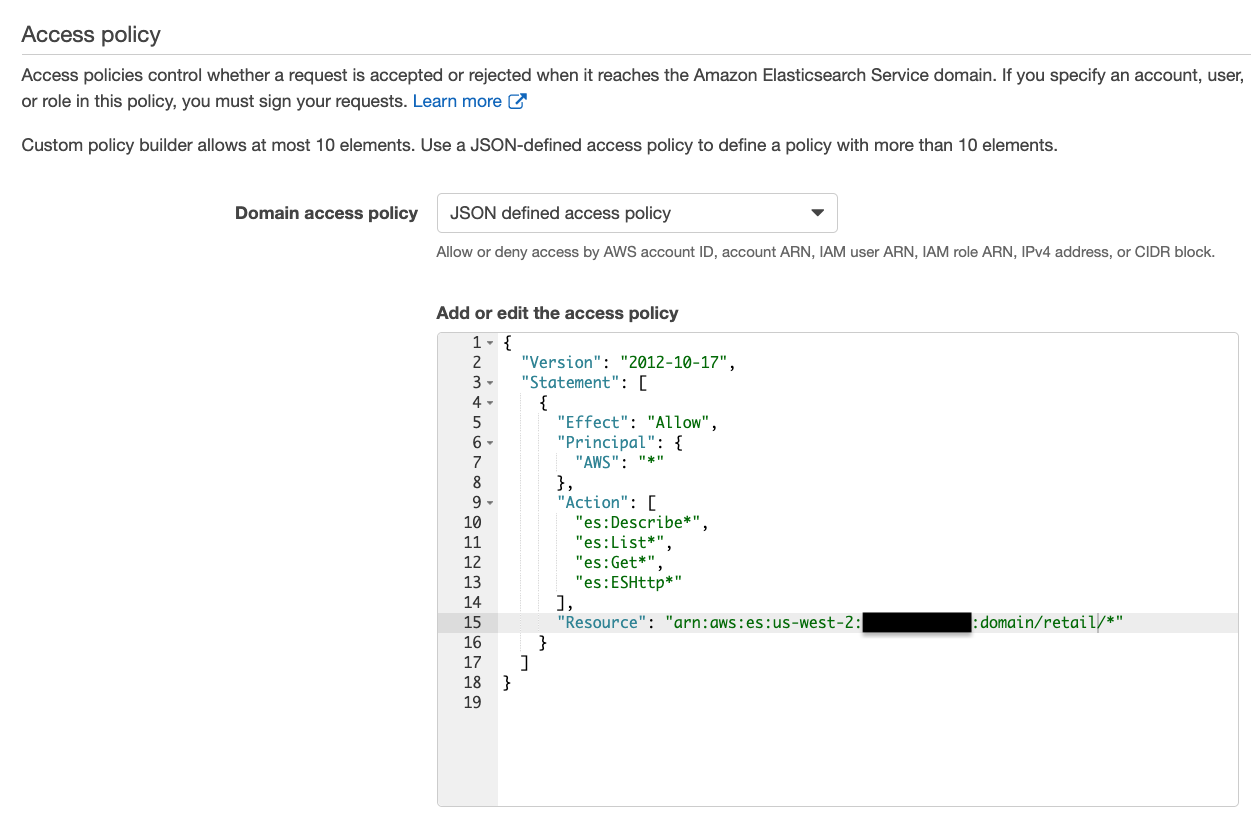 Access policy
Access policies control whether a request is accepted or rejected when it reaches the Amazon Elasticsearch Service domain. If you specify an account, user,
or role in this policy, you must sign your requests. Learn more
Custom policy builder allows at most 10 elements. Use a JSON-defined access policy to define a policy with more than 10 elements.
Domain access policy JSON defined access policy
Allow or deny access by AWS account ID, account ARN, IAM user ARN, IAM role ARN, IPv4 address, or CIDR block.
Add or edit the access policy
1 {
2 "Version": "2012-10-17",
3 "Statement": [
4 {
5 "Effect": "Allow",
6 "Principal": {
7 "AWS": "*"
8 },
9 "Action": [
10 "es:Describe*",
11 "es:List*",
12 "es:Get*",
13 "es:ESHttp*"
14 ],
15 "Resource": "arn:aws:es:us-west-2: :domain/retail/*"
16 }
17 ]
18 }
19